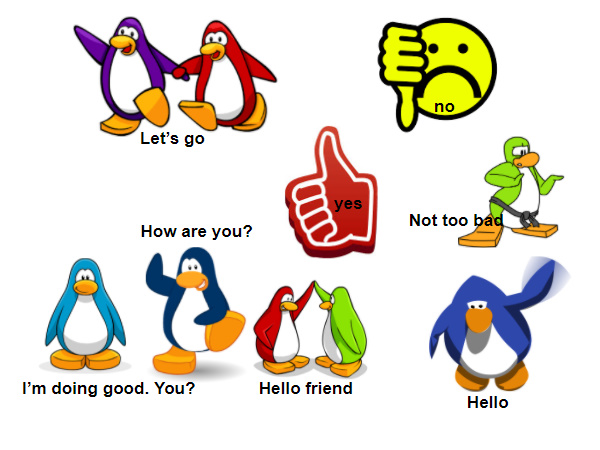 no
Let's go
yes
Not too bad
How are you?
I'm doing good. You?
Hello friend
Hello